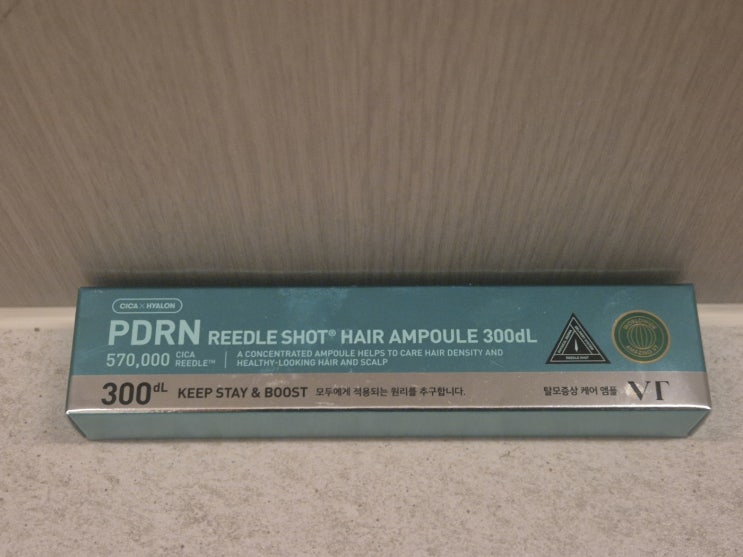 CICA × HYALON
PDRN REEDLE SHOT® HAIR AMPOULE 300dL
570,000 CICA REEDLE™
A CONCENTRATED AMPOULE HELPS TO CARE HAIR DENSITY AND
HEALTHY-LOOKING HAIR AND SCALP
REEDLE SHOT
300dL KEEP STAY & BOOST 모두에게 적용되는 원리를 추구합니다.
탈모증상 케어 앰플 VT